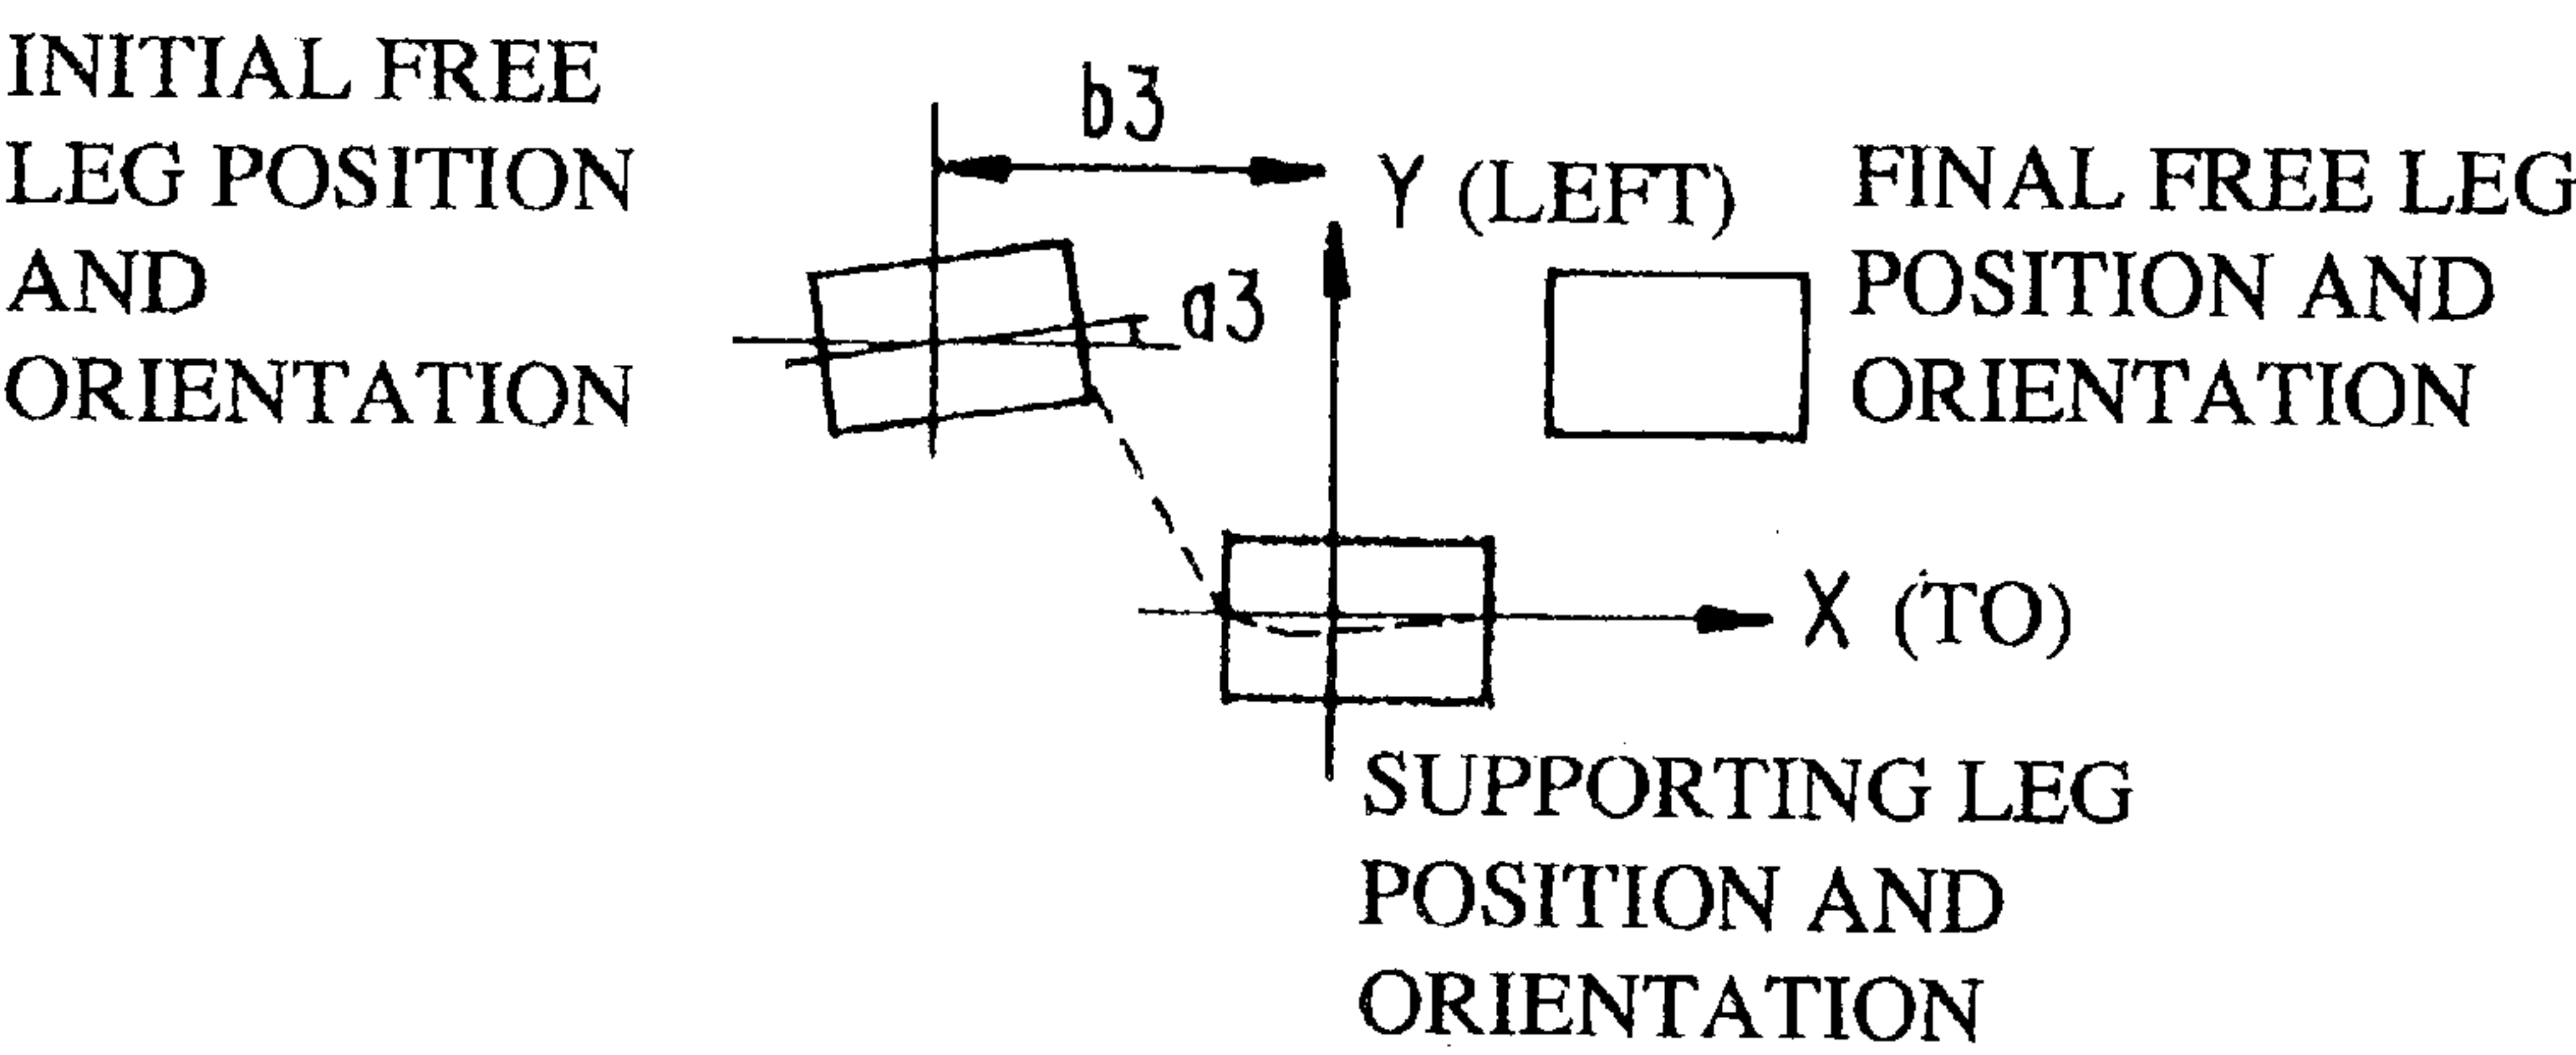 INITIAL FREE
LEG POSITION
AND
ORIENTATION
b3
Y (LEFT)
a3
FINAL FREE LEG
POSITION AND
ORIENTATION
X (TO)
SUPPORTING LEG
POSITION AND
ORIENTATION